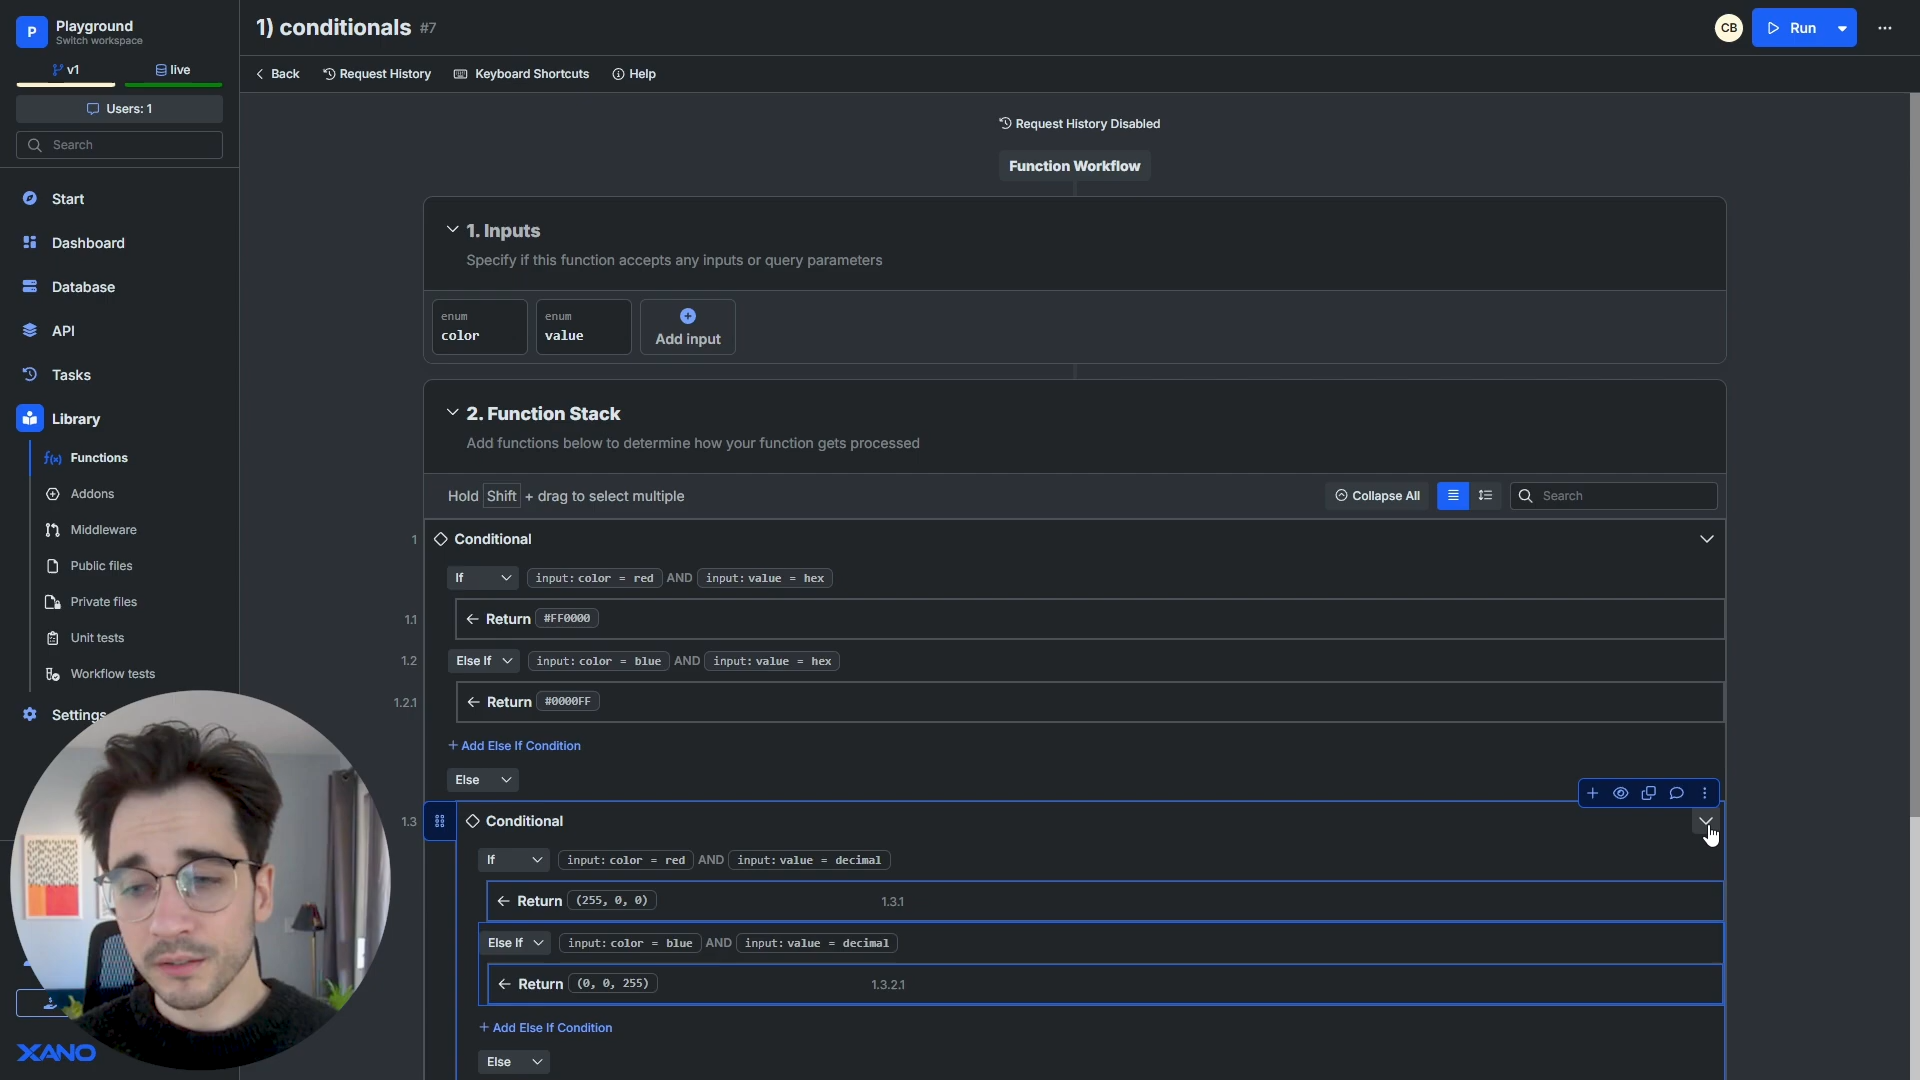 P
Playground
Switch workspace
v1
live
Users: 1
Search
Start
Dashboard
Database
API
Tasks
Library
Functions
Addons
Middleware
Public files
Private files
Unit tests
Workflow tests
Settings
XANO
1) conditionals #7
CB
Run
Back
Request History
Keyboard Shortcuts
Help
Request History Disabled
Function Workflow
1. Inputs
Specify if this function accepts any inputs or query parameters
enum
color
enum
value
Add input
2. Function Stack
Add functions below to determine how your function gets processed
Hold Shift + drag to select multiple
Collapse All
Search
1 Conditional
If input: color = red AND input: value = hex
1.1 Return #FF0000
1.2 Else If input: color = blue AND input: value = hex
1.2.1 Return #0000FF
+ Add Else If Condition
Else
1.3 Conditional
If input: color = red AND input: value = decimal
Return (255, 0, 0) 1.3.1
Else If input: color = blue AND input: value = decimal
Return (0, 0, 255) 1.3.2.1
+ Add Else If Condition
Else